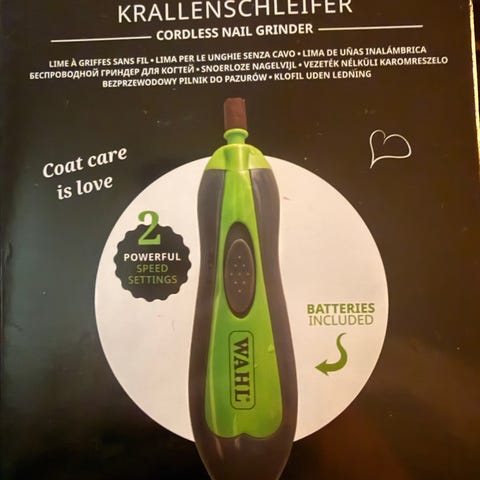 KRALLENSCHLEIFER
CORDLESS NAIL GRINDER
LIME À GRIFFES SANS FIL • LIMA PER LE UNGHIE SENZA CAVO • LIMA DE UÑAS INALÁMBRICA
БЕСПРОВОДНОЙ ГРИНДЕР ДЛЯ КОГТЕЙ • SNOERLOZE NAGELVIJL • VEZETÉK NÉLKÜLI KAROMRESZELO
BEZPRZEWODOWY PILNIK DO PAZURÓW • KLOFIL UDEN LEDNING
Coat care
is love
2
POWERFUL
SPEED
SETTINGS
BATTERIES
INCLUDED
WAHL